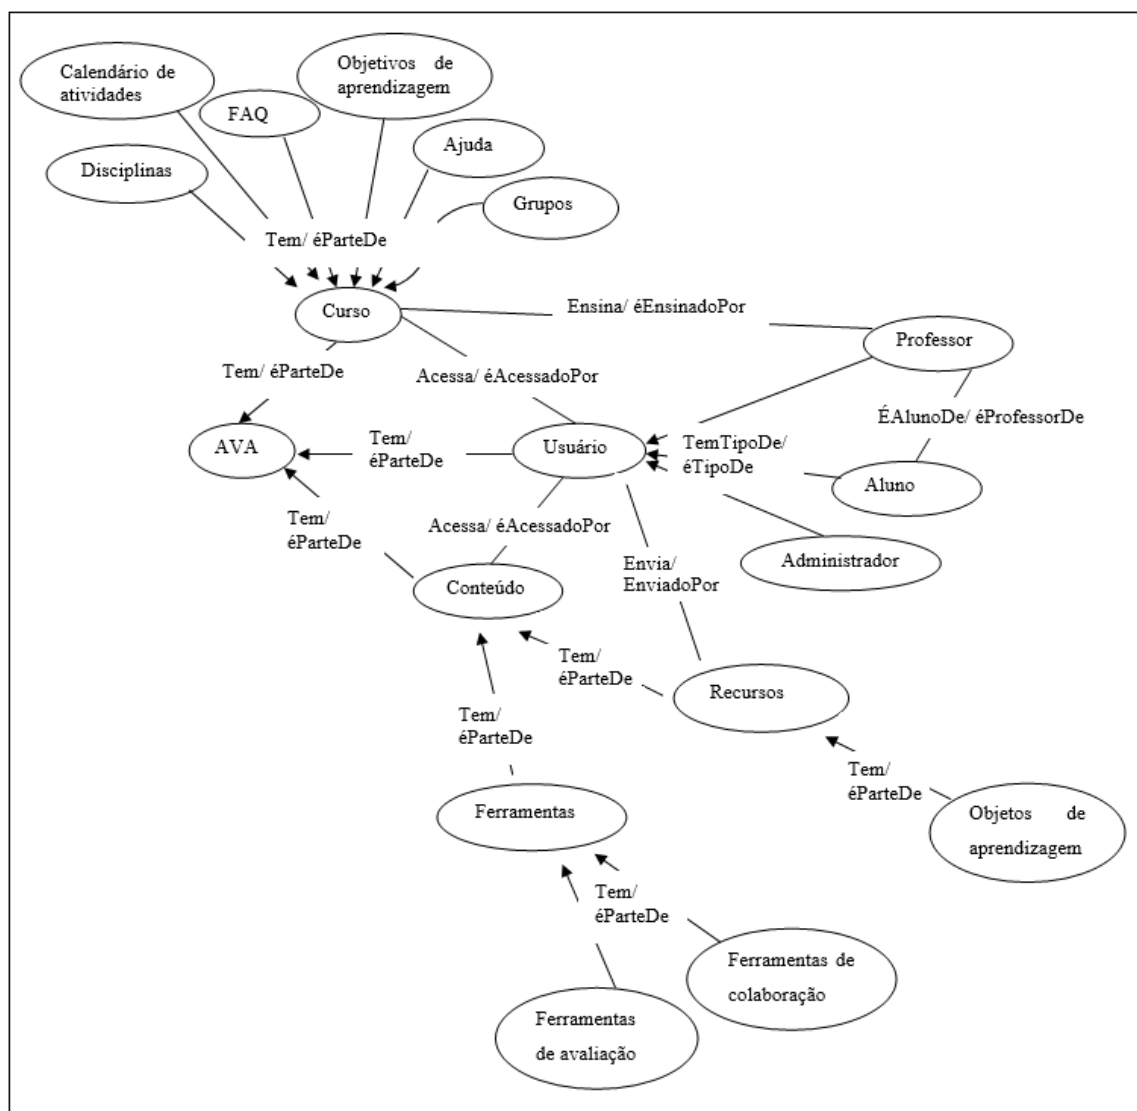 Calendário de
atividades
Objetivos de
aprendizagem
FAQ
Ajuda
Disciplinas
Grupos
Tem/ éParteDe
Curso
Ensina/ éEnsinadoPor
Professor
Tem/ éParteDe
Acessa/ éAcessadoPor
ÉAlunoDe/ éProfessorDe
AVA
Tem/
éParteDe
Usuário
TemTipoDe/
éTipoDe
Aluno
Tem/
éParteDe
Acessa/ éAcessadoPor
Administrador
Envia/
EnviadoPor
Conteúdo
Tem/
éParteDe
Recursos
Tem/
éParteDe
Tem/
éParteDe
Ferramentas
Objetos de
aprendizagem
Tem/
éParteDe
Ferramentas de
colaboração
Ferramentas
de avaliação